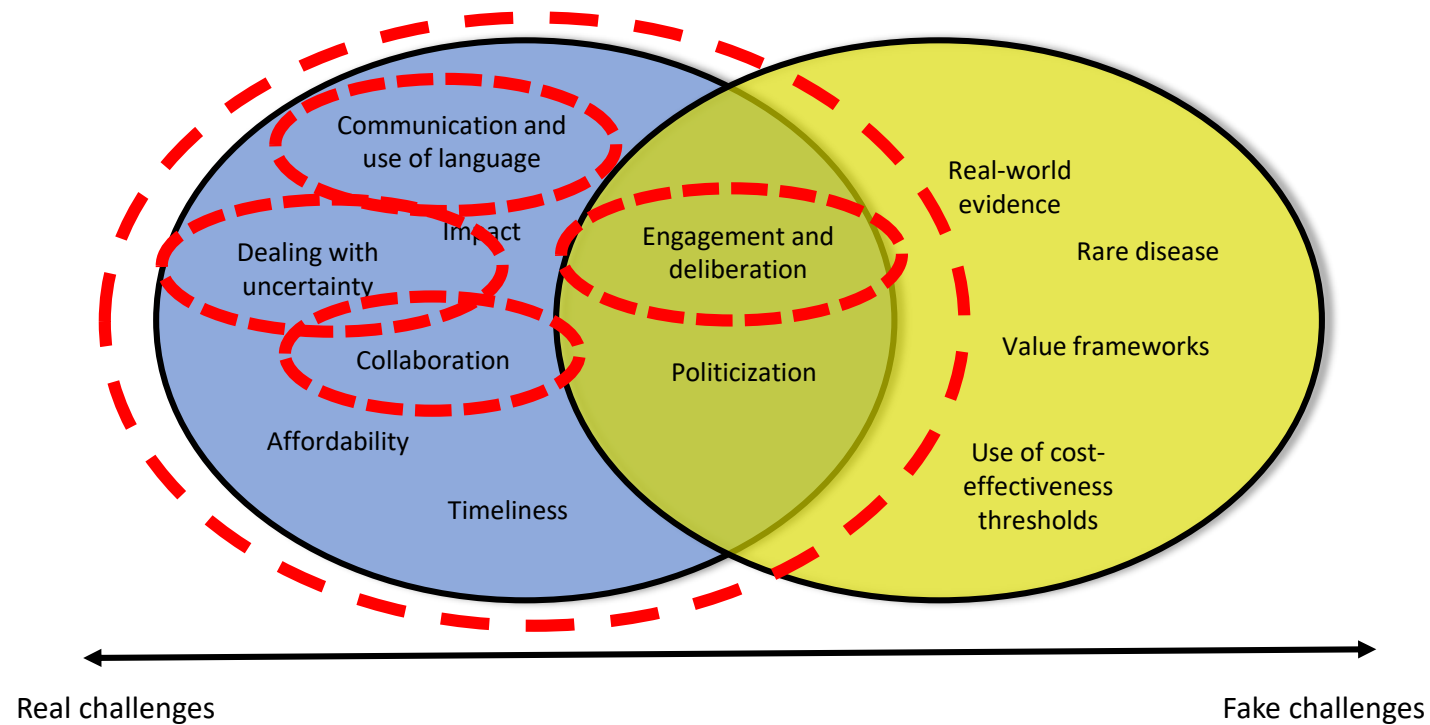 Communication and
use of language
Impact
Dealing with
uncertainty
Collaboration
Affordability
Timeliness
Engagement and
deliberation
Politicization
Real-world
evidence
Rare disease
Value frameworks
Use of cost-
effectiveness
thresholds
Real challenges
Fake challenges